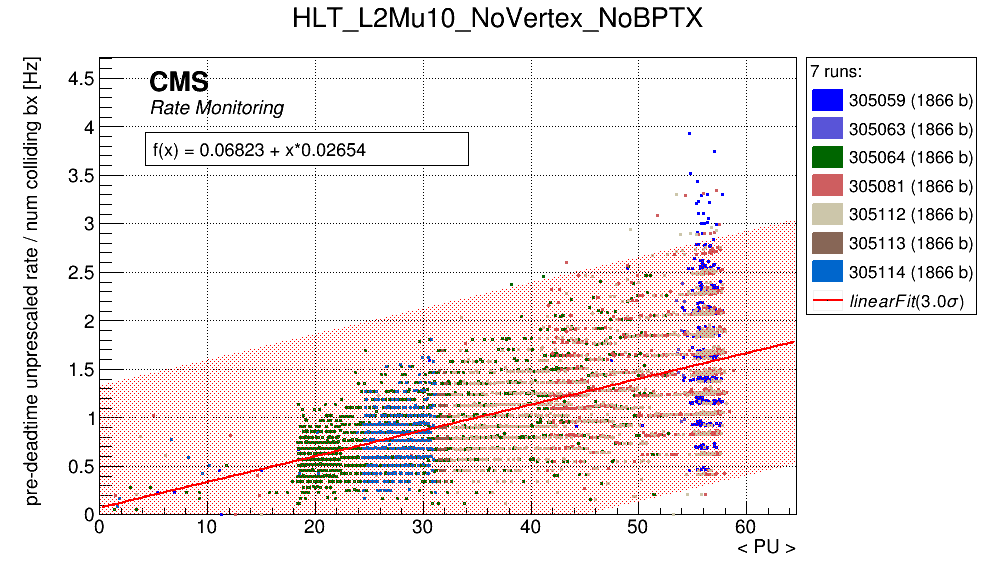 HLT_L2Mu10_NoVertex_NoBPTX
pre-deadtime unprescaled rate / num colliding bx [Hz]
4.5
4
3.5
3
2.5
2
1.5
1
0.5
0
CMS
Rate Monitoring
f(x) = 0.06823 + x*0.02654
0 10 20 30 40 50 60
< PU >
7 runs:
305059 (1866 b)
305063 (1866 b)
305064 (1866 b)
305081 (1866 b)
305112 (1866 b)
305113 (1866 b)
305114 (1866 b)
linearFit(3.0σ)